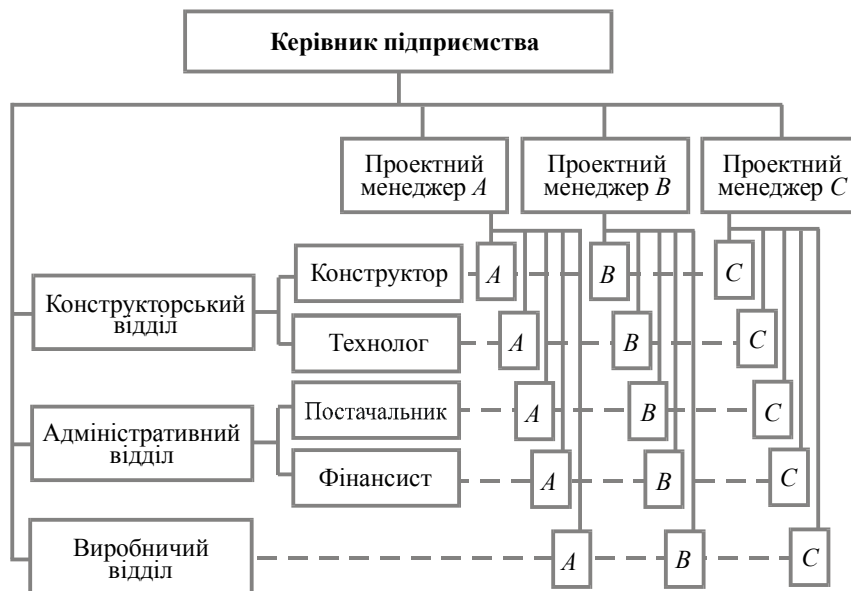 Керівник підприємства
Проектний
менеджер A
Проектний
менеджер B
Проектний
менеджер C
Конструкторський
відділ
Конструктор
A
B
C
Технолог
A
B
C
Адміністративний
відділ
Постачальник
A
B
C
Фінансист
A
B
C
Виробничий
відділ
A
B
C